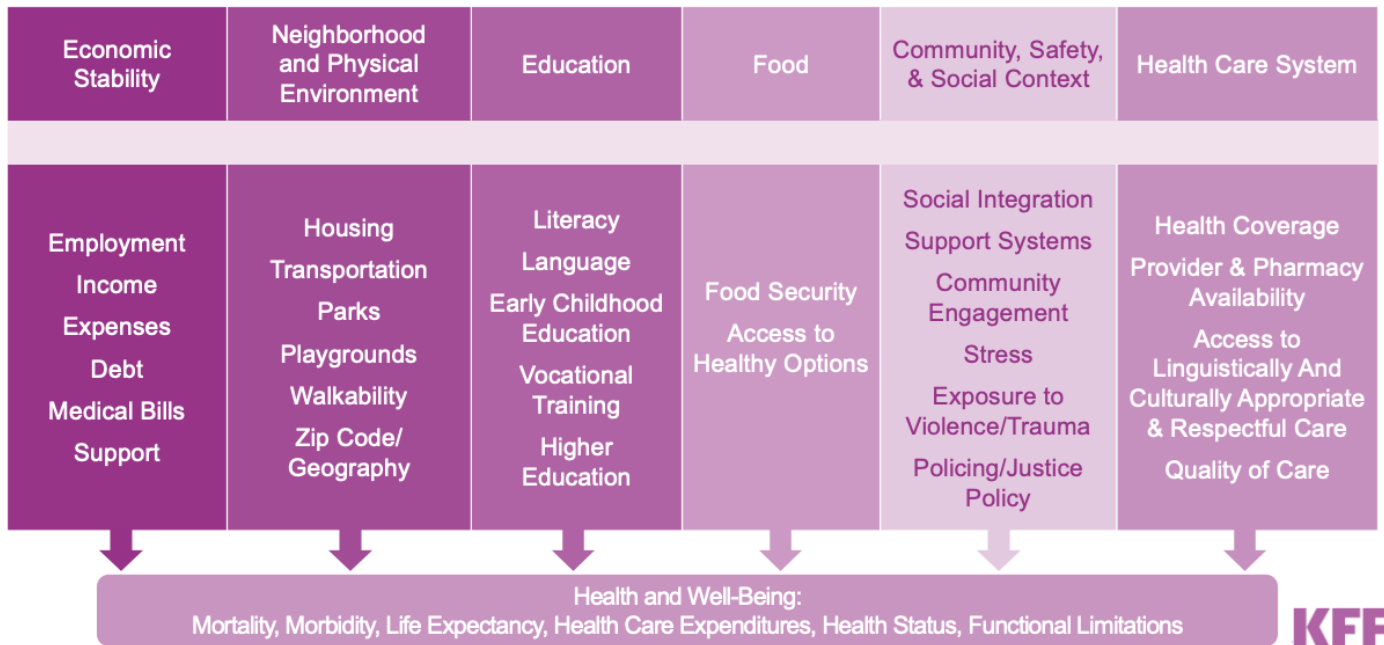 Economic
Stability
Neighborhood
and Physical
Environment
Education
Food
Community, Safety,
& Social Context
Health Care System
Employment
Income
Expenses
Debt
Medical Bills
Support
Housing
Transportation
Parks
Playgrounds
Walkability
Zip Code/
Geography
Literacy
Language
Early Childhood
Education
Vocational
Training
Higher
Education
Food Security
Access to
Healthy Options
Social Integration
Support Systems
Community
Engagement
Stress
Exposure to
Violence/Trauma
Policing/Justice
Policy
Health Coverage
Provider & Pharmacy
Availability
Access to
Linguistically And
Culturally Appropriate
& Respectful Care
Quality of Care
Health and Well-Being:
Mortality, Morbidity, Life Expectancy, Health Care Expenditures, Health Status, Functional Limitations
KFF